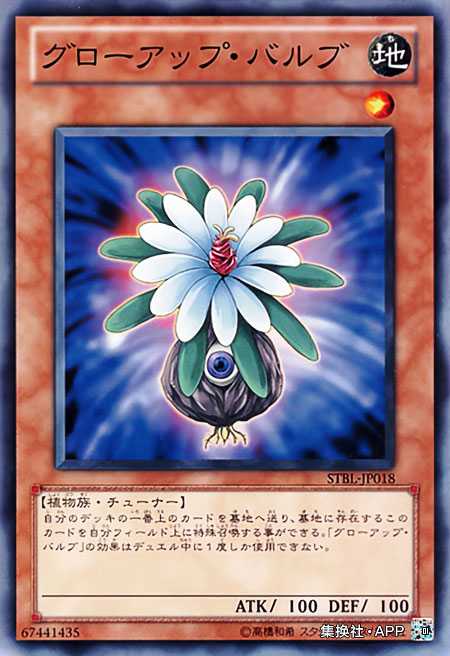 グローアップ・バルブ
地
STBL-JP018
【植物族・チューナー】
自分のデッキの一番上のカードを墓地へ送り、墓地に存在するこの
カードを自分フィールド上に特殊召喚する事ができる。「グローアップ・
バルブ」の効果はデュエル中に1度しか使用できない。
ATK/ 100 DEF/ 100
67441435
©高橋和希 スタ
集英社・APP